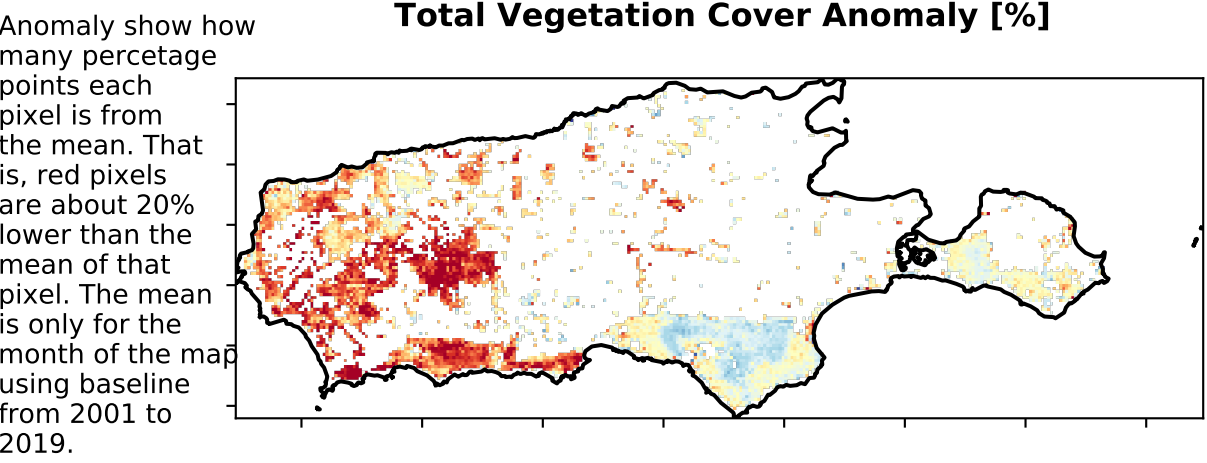 Total Vegetation Cover Anomaly [%]
Anomaly show how
many percetage
points each
pixel is from
the mean. That
is, red pixels
are about 20%
lower than the
mean of that
pixel. The mean
is only for the
month of the map
using baseline
from 2001 to
2019.